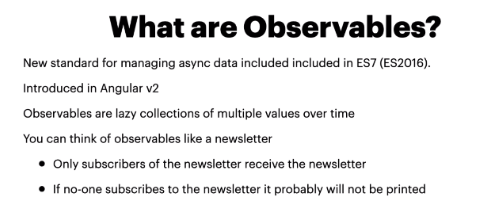 What are Observables?
New standard for managing async data included included in ES7 (ES2016).
Introduced in Angular v2
Observables are lazy collections of multiple values over time
You can think of observables like a newsletter
• Only subscribers of the newsletter receive the newsletter
• If no-one subscribes to the newsletter it probably will not be printed